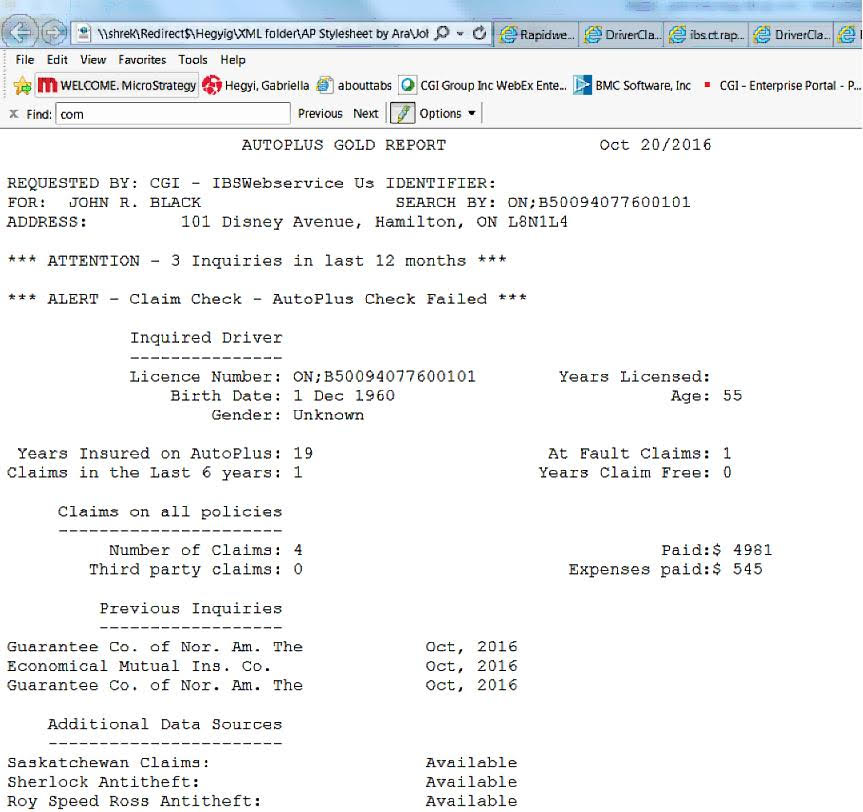 \\shrek\Redirect$\Hegyig\XML folder\AP Stylesheet by Ara\Joh
Rapidwe... DriverCla... ibs.ct.rap... DriverCla...
File Edit View Favorites Tools Help
WELCOME. MicroStrategy Hegyi, Gabriella abouttabs CGI Group Inc WebEx Ente... BMC Software, Inc CGI - Enterprise Portal - P...
x Find: com Previous Next Options
AUTOPLUS GOLD REPORT Oct 20/2016
REQUESTED BY: CGI - IBSWebservice Us IDENTIFIER:
FOR: JOHN R. BLACK SEARCH BY: ON;B50094077600101
ADDRESS: 101 Disney Avenue, Hamilton, ON L8N1L4
*** ATTENTION - 3 Inquiries in last 12 months ***
*** ALERT - Claim Check - AutoPlus Check Failed ***
Inquired Driver
---------------
Licence Number: ON;B50094077600101 Years Licensed:
Birth Date: 1 Dec 1960 Age: 55
Gender: Unknown
Years Insured on AutoPlus: 19 At Fault Claims: 1
Claims in the Last 6 years: 1 Years Claim Free: 0
Claims on all policies
----------------------
Number of Claims: 4 Paid:$ 4981
Third party claims: 0 Expenses paid:$ 545
Previous Inquiries
------------------
Guarantee Co. of Nor. Am. The Oct, 2016
Economical Mutual Ins. Co. Oct, 2016
Guarantee Co. of Nor. Am. The Oct, 2016
Additional Data Sources
-----------------------
Saskatchewan Claims: Available
Sherlock Antitheft: Available
Roy Speed Ross Antitheft: Available